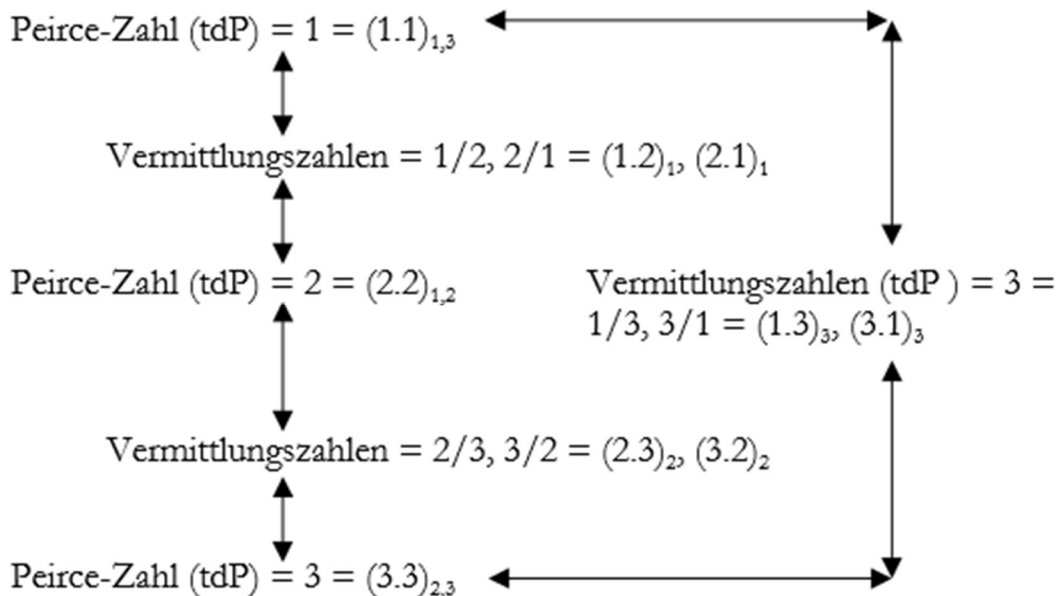 Peirce-Zahl (tdP) = 1 = (1.1)₁,₃
Vermittlungszahlen = 1/2, 2/1 = (1.2)₁, (2.1)₁
Peirce-Zahl (tdP) = 2 = (2.2)₁,₂
Vermittlungszahlen (tdP ) = 3 =
1/3, 3/1 = (1.3)₃, (3.1)₃
Vermittlungszahlen = 2/3, 3/2 = (2.3)₂, (3.2)₂
Peirce-Zahl (tdP) = 3 = (3.3)₂.₃